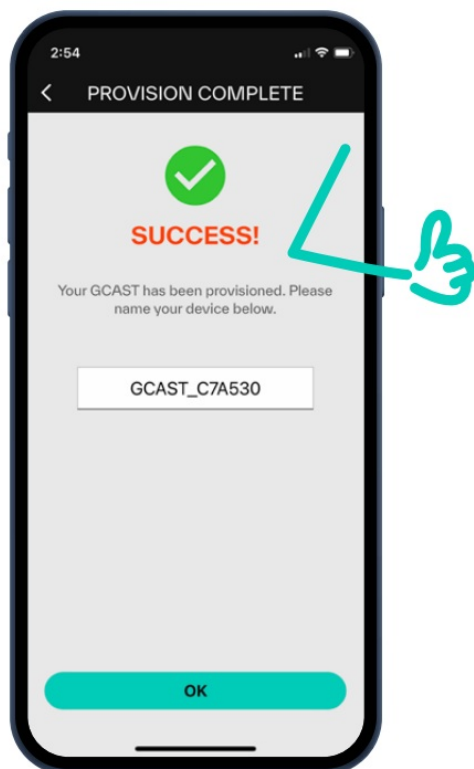 2:54
PROVISION COMPLETE
SUCCESS!
Your GCAST has been provisioned. Please
name your device below.
GCAST_C7A530
OK